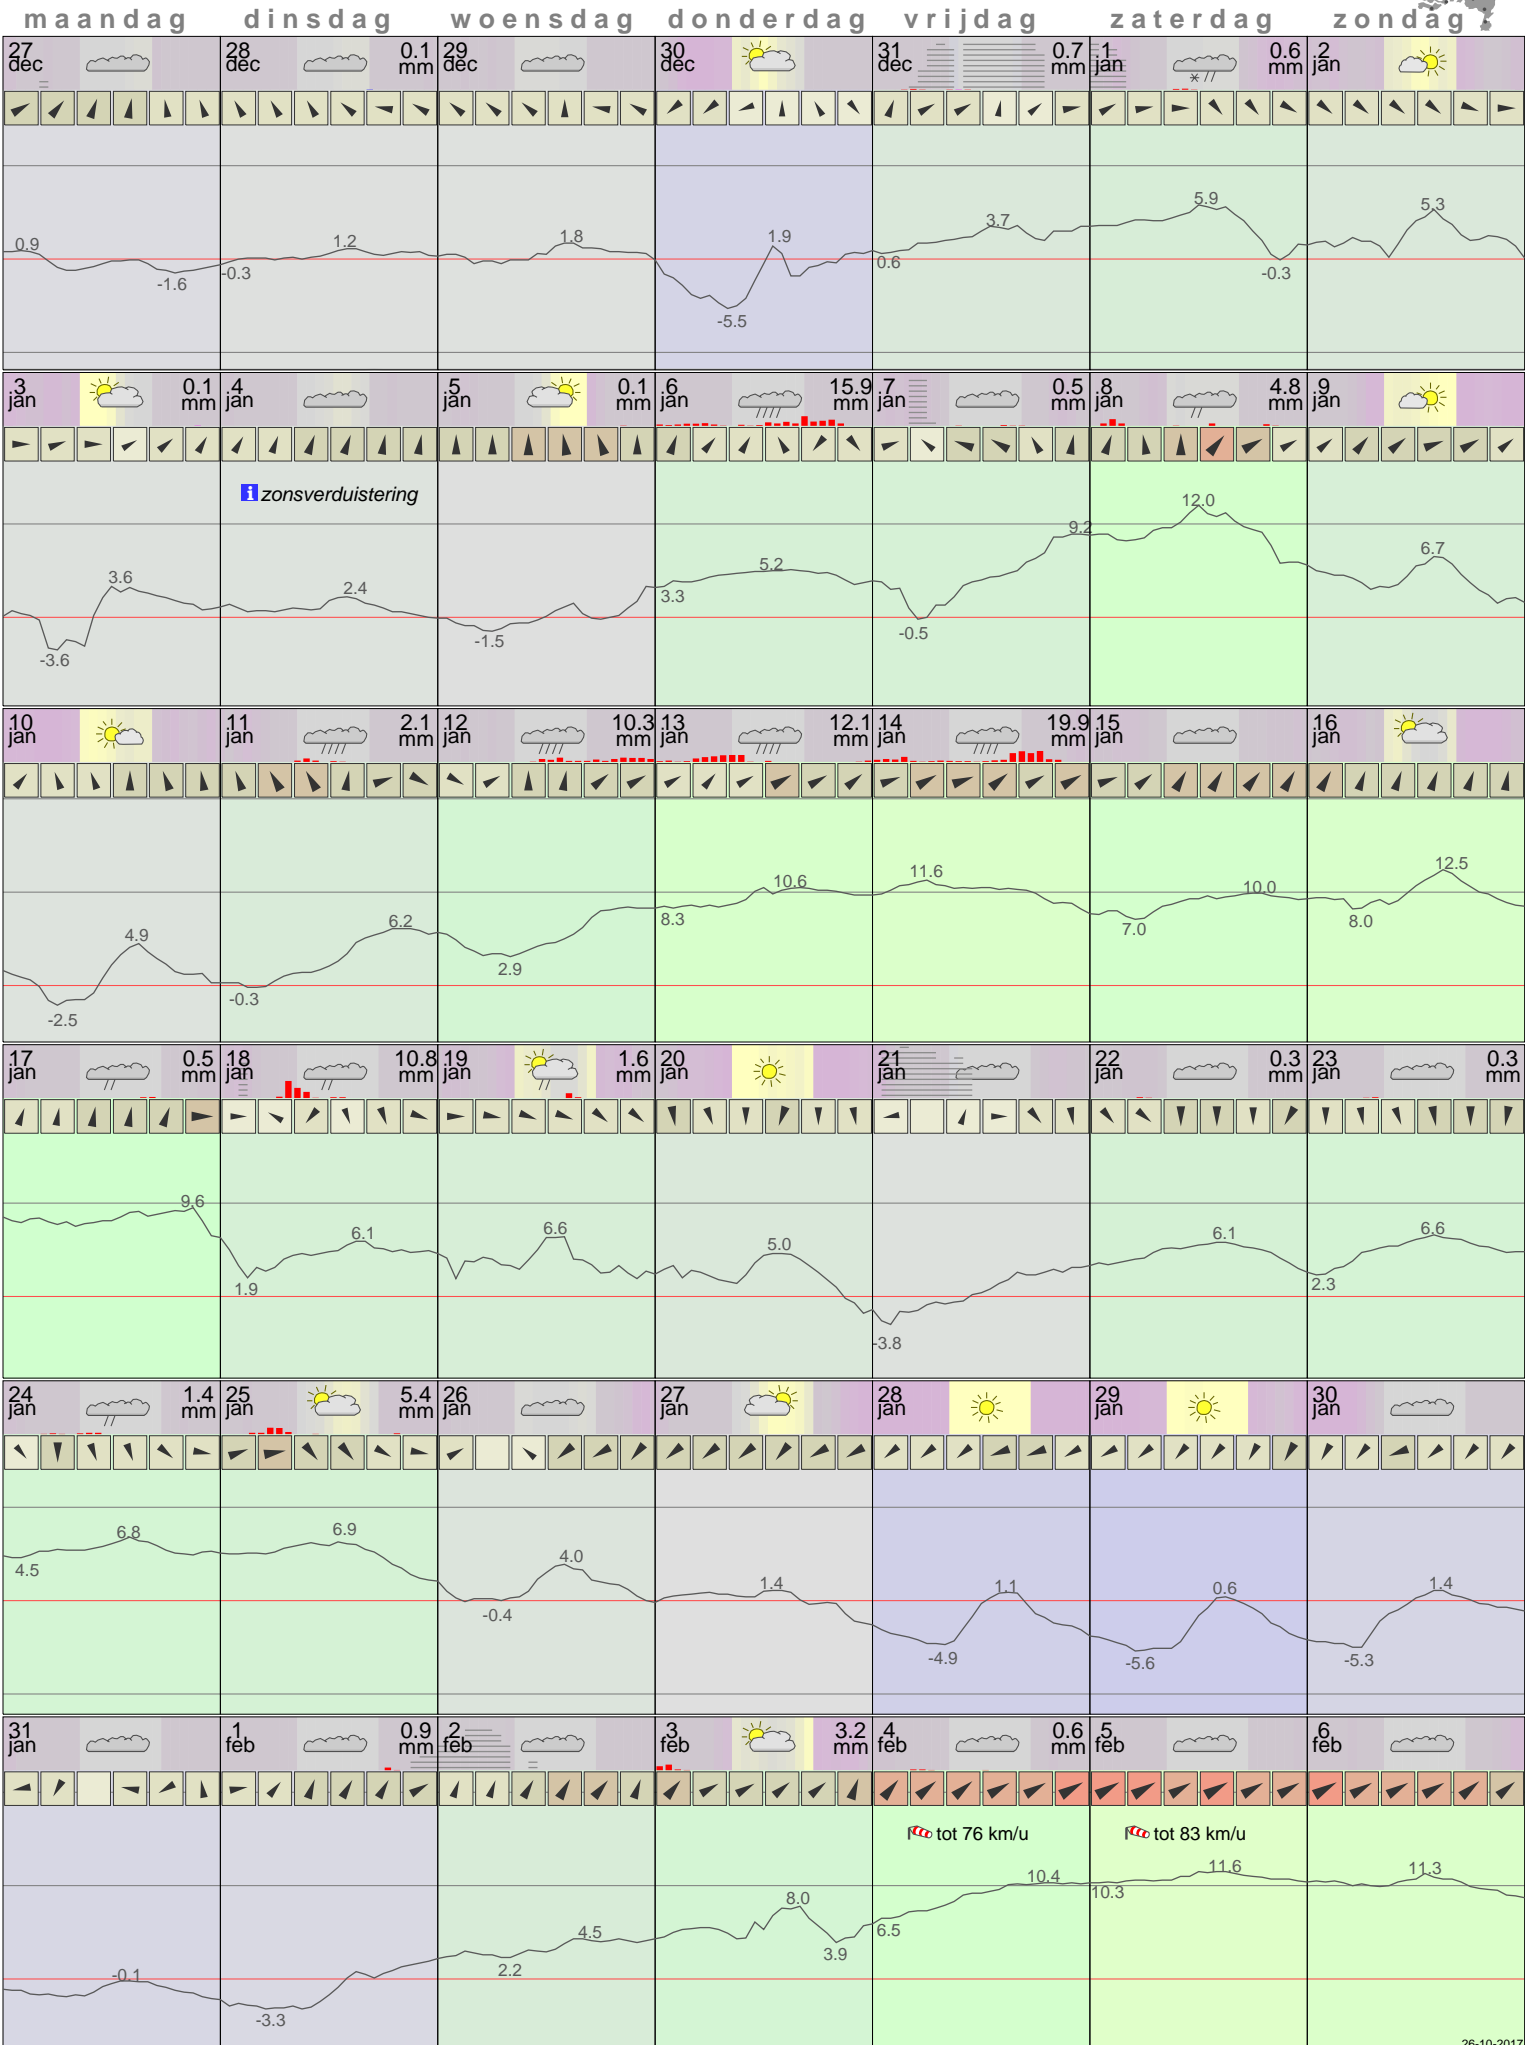 maandag dinsdag woensdag donderdag vrijdag zaterdag zondag
27 dec 28 dec 0.1 mm 29 dec 30 dec 31 dec 0.7 mm 1 jan 0.6 mm 2 jan
0.9 -1.6 -0.3 1.2 1.8 -5.5 1.9 0.6 3.7 5.9 -0.3 5.3
3 jan 0.1 mm 4 jan 5 jan 0.1 mm 6 jan 15.9 mm 7 jan 0.5 mm 8 jan 4.8 mm 9 jan
i zonsverduistering
-3.6 3.6 2.4 -1.5 3.3 5.2 -0.5 9.2 12.0 6.7
10 jan 11 jan 2.1 mm 12 jan 10.3 mm 13 jan 12.1 mm 14 jan 19.9 mm 15 jan 16 jan
-2.5 4.9 -0.3 6.2 2.9 8.3 10.6 11.6 7.0 10.0 8.0 12.5
17 jan 0.5 mm 18 jan 10.8 mm 19 jan 1.6 mm 20 jan 21 jan 22 jan 0.3 mm 23 jan 0.3 mm
9.6 1.9 6.1 6.6 5.0 -3.8 6.1 2.3 6.6
24 jan 1.4 mm 25 jan 5.4 mm 26 jan 27 jan 28 jan 29 jan 30 jan
4.5 6.8 6.9 -0.4 4.0 1.4 -4.9 1.1 -5.6 0.6 -5.3 1.4
31 jan 1 feb 0.9 mm 2 feb 3 feb 3.2 mm 4 feb 0.6 mm 5 feb 6 feb
tot 76 km/u tot 83 km/u
-0.1 -3.3 2.2 4.5 8.0 3.9 6.5 10.4 10.3 11.6 11.3
26-10-2017